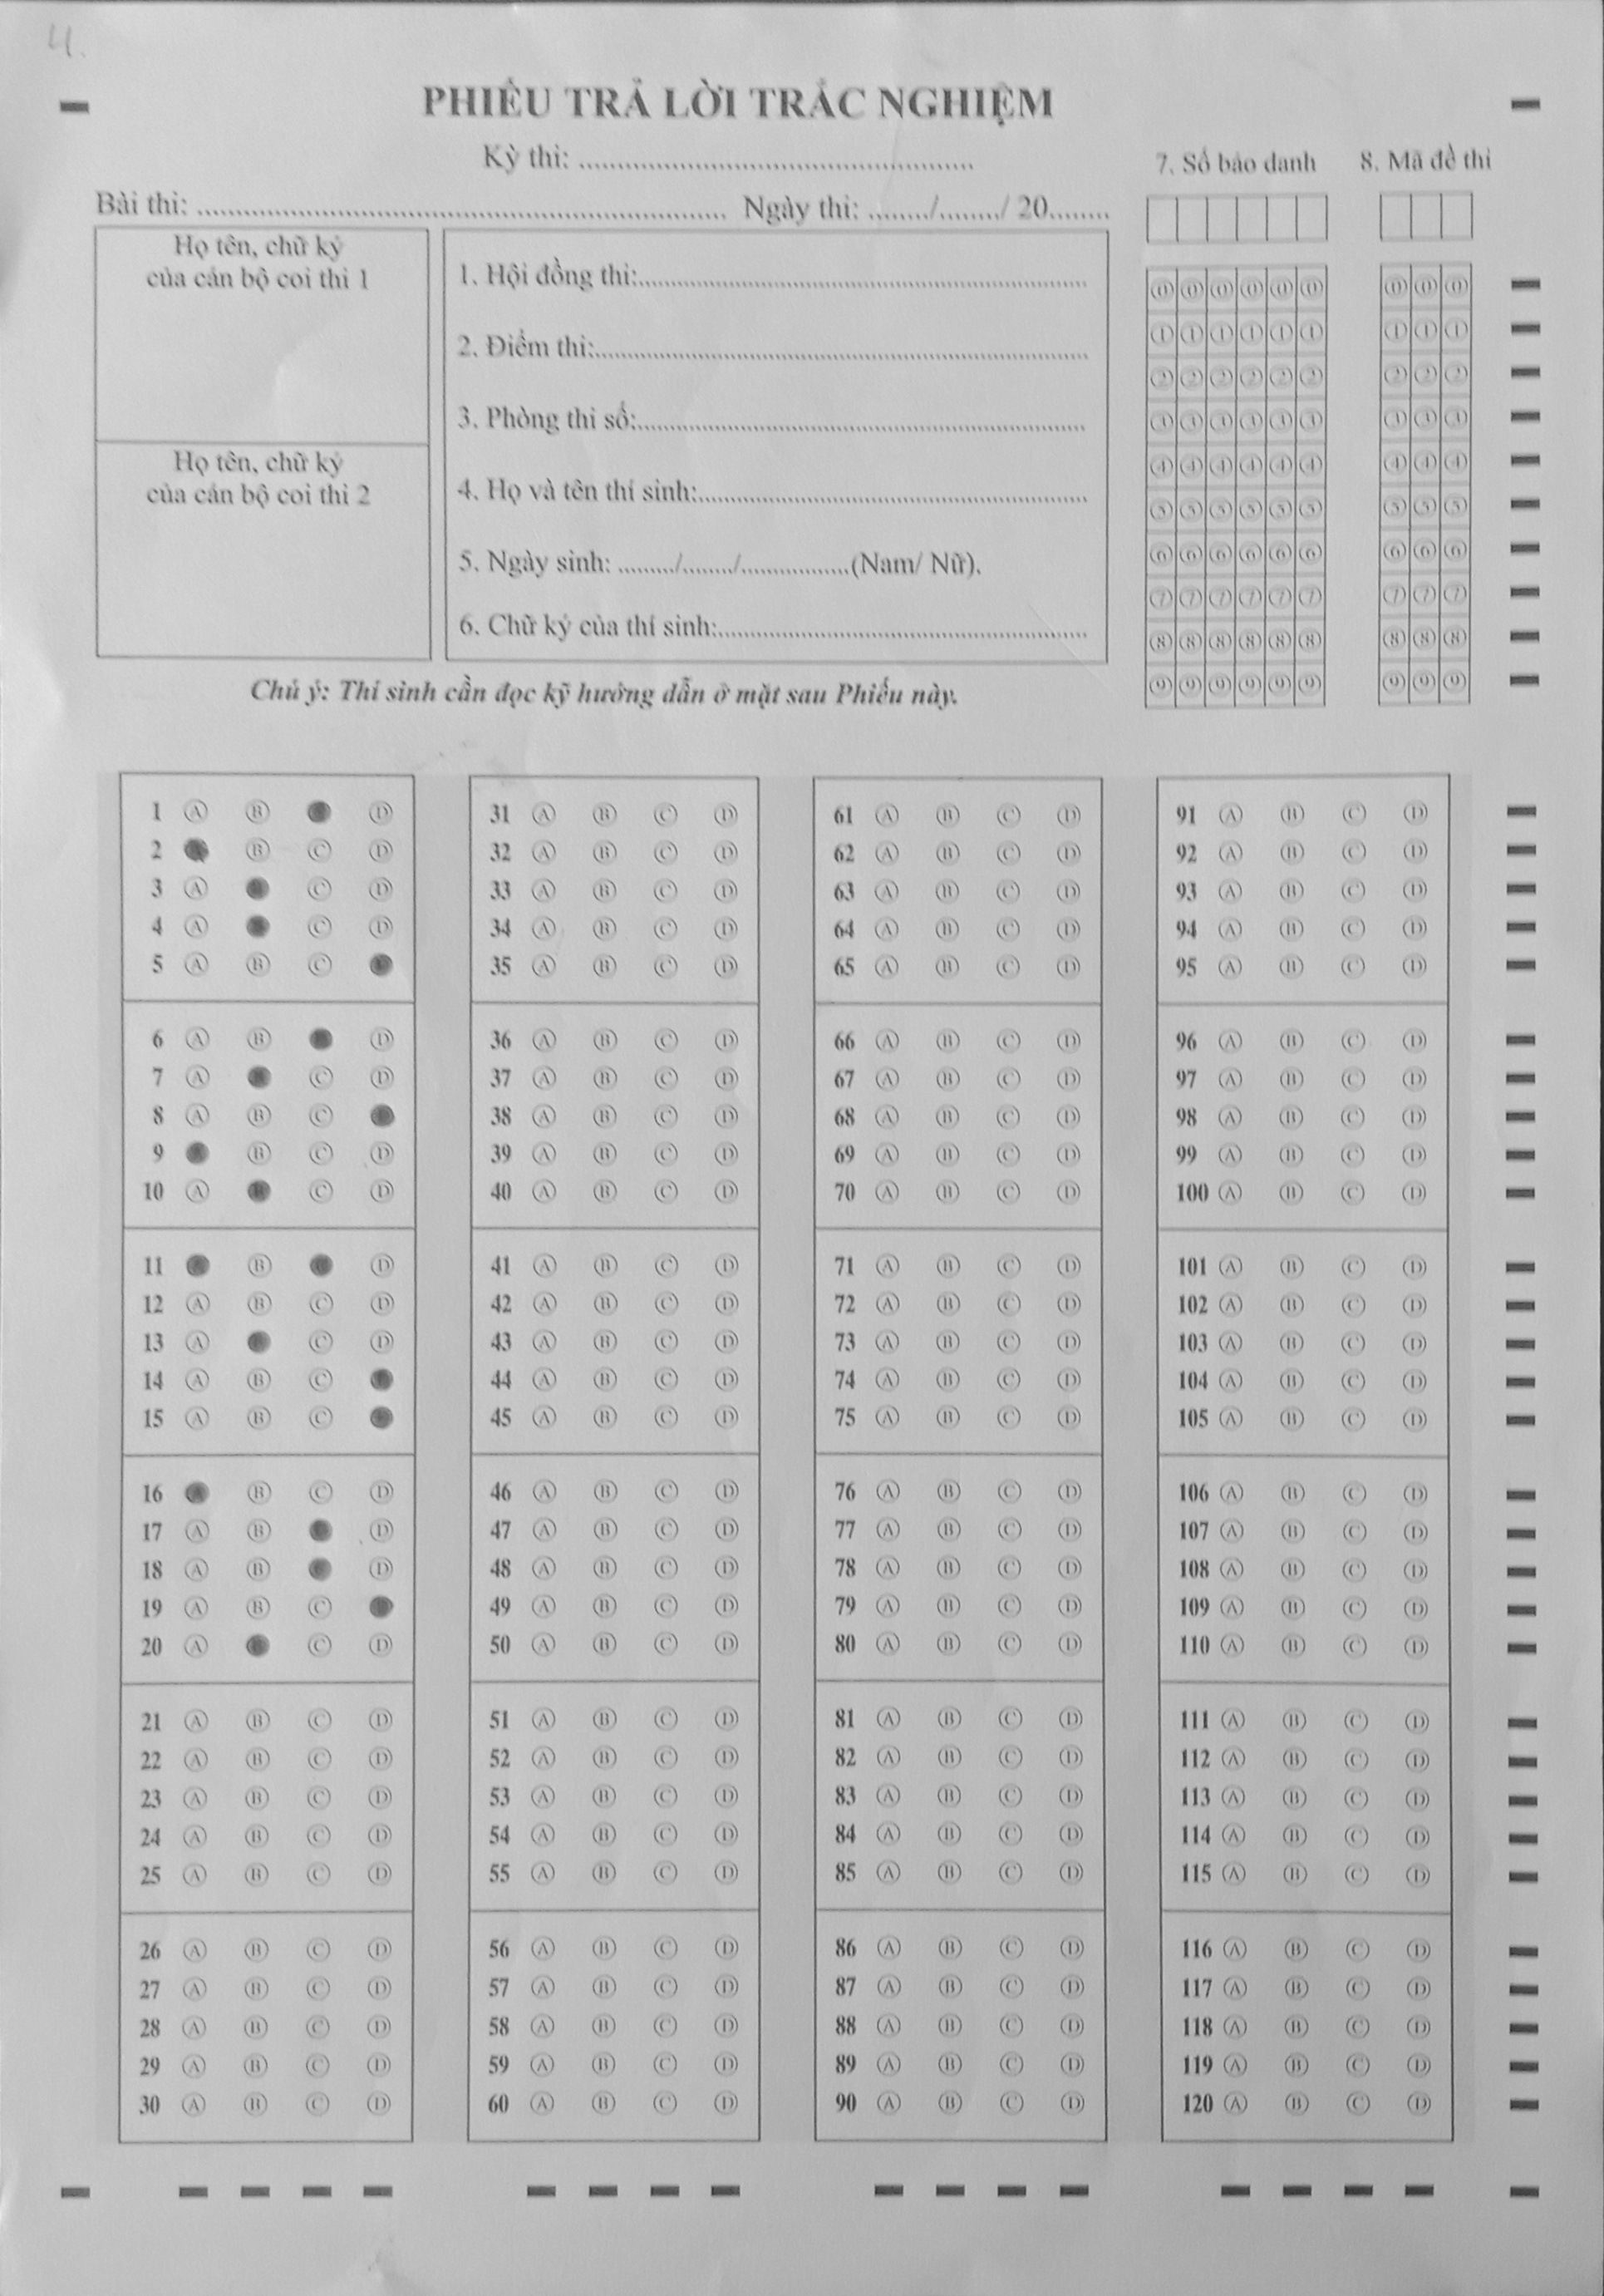 4.
PHIẾU TRẢ LỜI TRẮC NGHIỆM
Kỳ thi: ....................................................
Bài thi: ........................................................................ Ngày thi: ......../......../ 20........
7. Số báo danh
8. Mã đề thi
Họ tên, chữ ký
của cán bộ coi thi 1
Họ tên, chữ ký
của cán bộ coi thi 2
1. Hội đồng thi:............................................................
2. Điểm thi:..................................................................
3. Phòng thi số:............................................................
4. Họ và tên thí sinh:....................................................
5. Ngày sinh: ........./......../.................(Nam/ Nữ).
6. Chữ ký của thí sinh:.................................................
0 0 0 0 0 0 0 0 0
1 1 1 1 1 1 1 1 1
2 2 2 2 2 2 2 2 2
3 3 3 3 3 3 3 3 3
4 4 4 4 4 4 4 4 4
5 5 5 5 5 5 5 5 5
6 6 6 6 6 6 6 6 6
7 7 7 7 7 7 7 7 7
8 8 8 8 8 8 8 8 8
9 9 9 9 9 9 9 9 9
Chú ý: Thí sinh cần đọc kỹ hướng dẫn ở mặt sau Phiếu này.
1 A B D
2 B C D
3 A C D
4 A C D
5 A B C
6 A B D
7 A C D
8 A B C
9 B C D
10 A C D
11 B D
12 A B C D
13 A C D
14 A B C
15 A B C
16 B C D
17 A B D
18 A B D
19 A B C
20 A C D
21 A B C D
22 A B C D
23 A B C D
24 A B C D
25 A B C D
26 A B C D
27 A B C D
28 A B C D
29 A B C D
30 A B C D
31 A B C D
32 A B C D
33 A B C D
34 A B C D
35 A B C D
36 A B C D
37 A B C D
38 A B C D
39 A B C D
40 A B C D
41 A B C D
42 A B C D
43 A B C D
44 A B C D
45 A B C D
46 A B C D
47 A B C D
48 A B C D
49 A B C D
50 A B C D
51 A B C D
52 A B C D
53 A B C D
54 A B C D
55 A B C D
56 A B C D
57 A B C D
58 A B C D
59 A B C D
60 A B C D
61 A B C D
62 A B C D
63 A B C D
64 A B C D
65 A B C D
66 A B C D
67 A B C D
68 A B C D
69 A B C D
70 A B C D
71 A B C D
72 A B C D
73 A B C D
74 A B C D
75 A B C D
76 A B C D
77 A B C D
78 A B C D
79 A B C D
80 A B C D
81 A B C D
82 A B C D
83 A B C D
84 A B C D
85 A B C D
86 A B C D
87 A B C D
88 A B C D
89 A B C D
90 A B C D
91 A B C D
92 A B C D
93 A B C D
94 A B C D
95 A B C D
96 A B C D
97 A B C D
98 A B C D
99 A B C D
100 A B C D
101 A B C D
102 A B C D
103 A B C D
104 A B C D
105 A B C D
106 A B C D
107 A B C D
108 A B C D
109 A B C D
110 A B C D
111 A B C D
112 A B C D
113 A B C D
114 A B C D
115 A B C D
116 A B C D
117 A B C D
118 A B C D
119 A B C D
120 A B C D